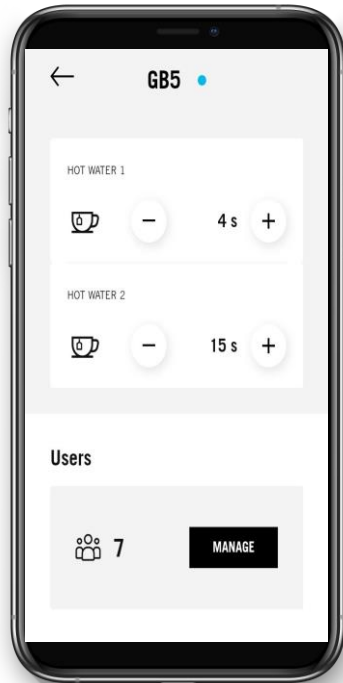 GB5
HOT WATER 1
− 4 s +
HOT WATER 2
− 15 s +
Users
7 MANAGE